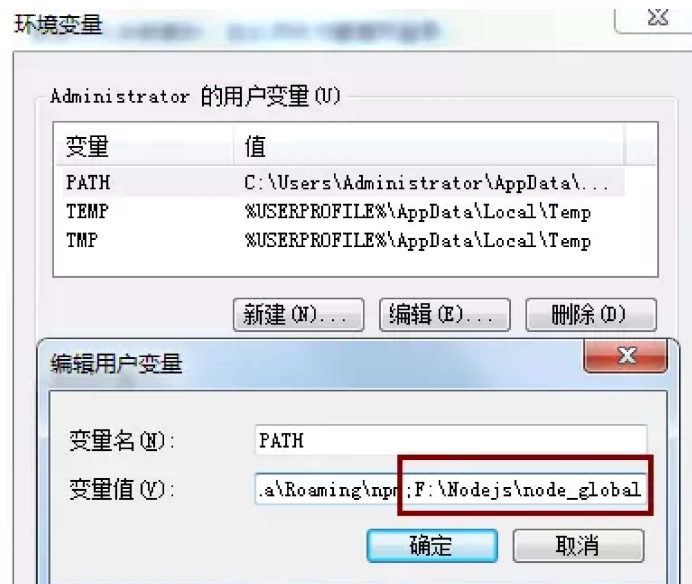 环境变量
Administrator 的用户变量(U)
变量 值
PATH C:\Users\Administrator\AppData\...
TEMP %USERPROFILE%\AppData\Local\Temp
TMP %USERPROFILE%\AppData\Local\Temp
新建(N)... 编辑(E)... 删除(D)
编辑用户变量
变量名(N): PATH
变量值(V): .a\Roaming\npm;F:\Nodejs\node_global
确定 取消